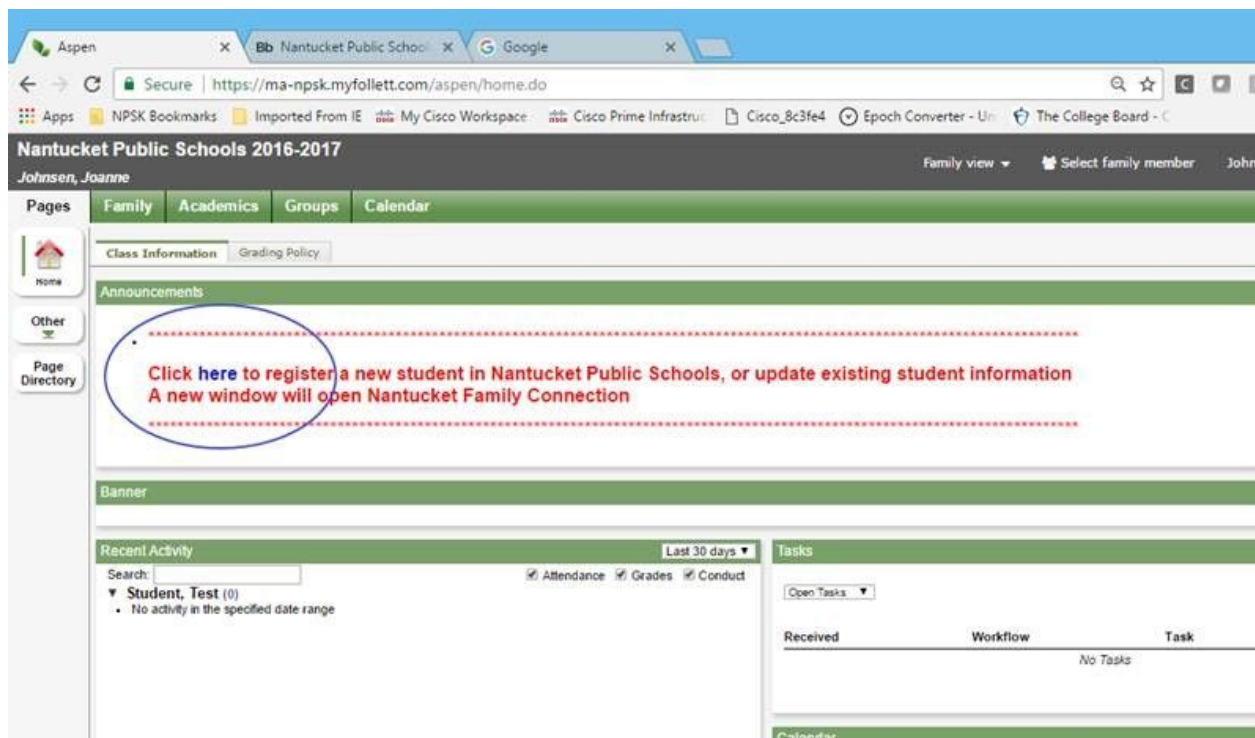 Aspen
Bb Nantucket Public School
Google
Secure https://ma-npsk.myfollett.com/aspen/home.do
Apps NPSK Bookmarks Imported From IE My Cisco Workspace Cisco Prime Infrastruc Cisco_8c3fe4 Epoch Converter - Un The College Board - C
Nantucket Public Schools 2016-2017
Johnsen, Joanne
Family view Select family member John
Pages Family Academics Groups Calendar
Home
Other
Page
Directory
Class Information Grading Policy
Announcements
******************************************************************************
Click here to register a new student in Nantucket Public Schools, or update existing student information
A new window will open Nantucket Family Connection
******************************************************************************
Banner
Recent Activity Last 30 days
Search: Attendance Grades Conduct
Student, Test (0)
No activity in the specified date range
Tasks
Open Tasks
Received Workflow Task
No Tasks
Calendar